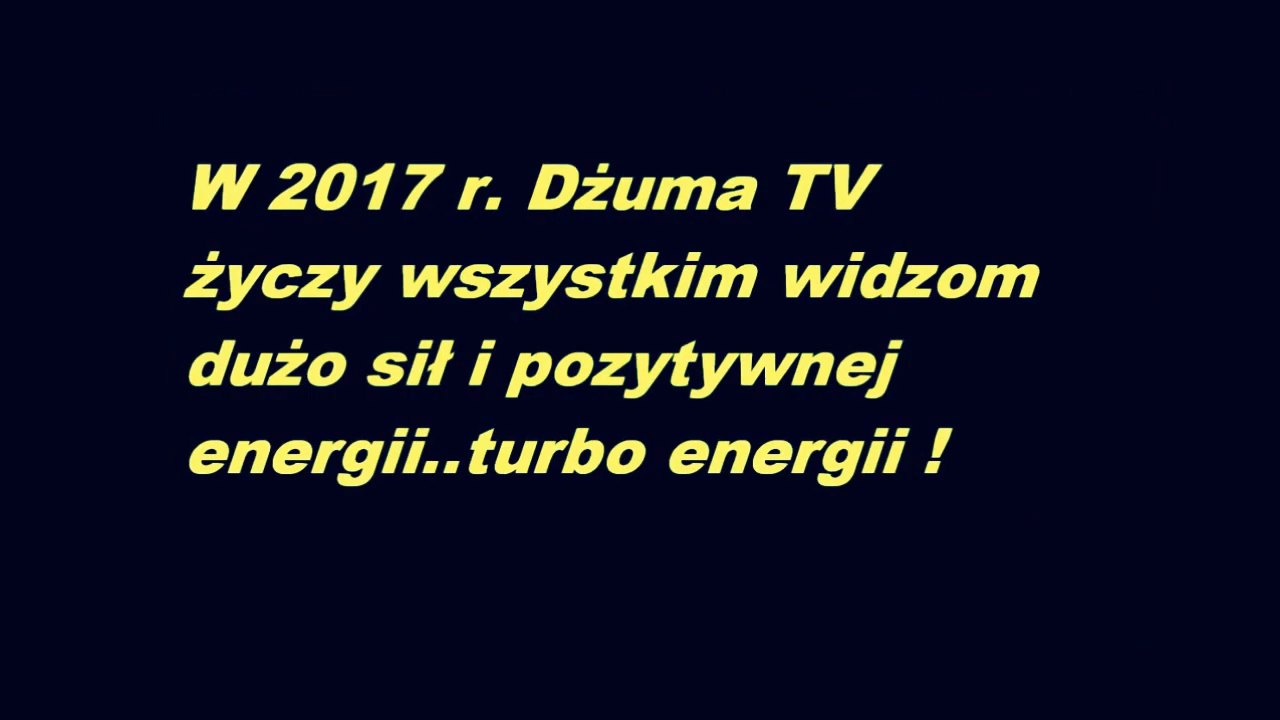 W 2017 r. Dżuma TV
życzy wszystkim widzom
dużo sił i pozytywnej
energii..turbo energii !